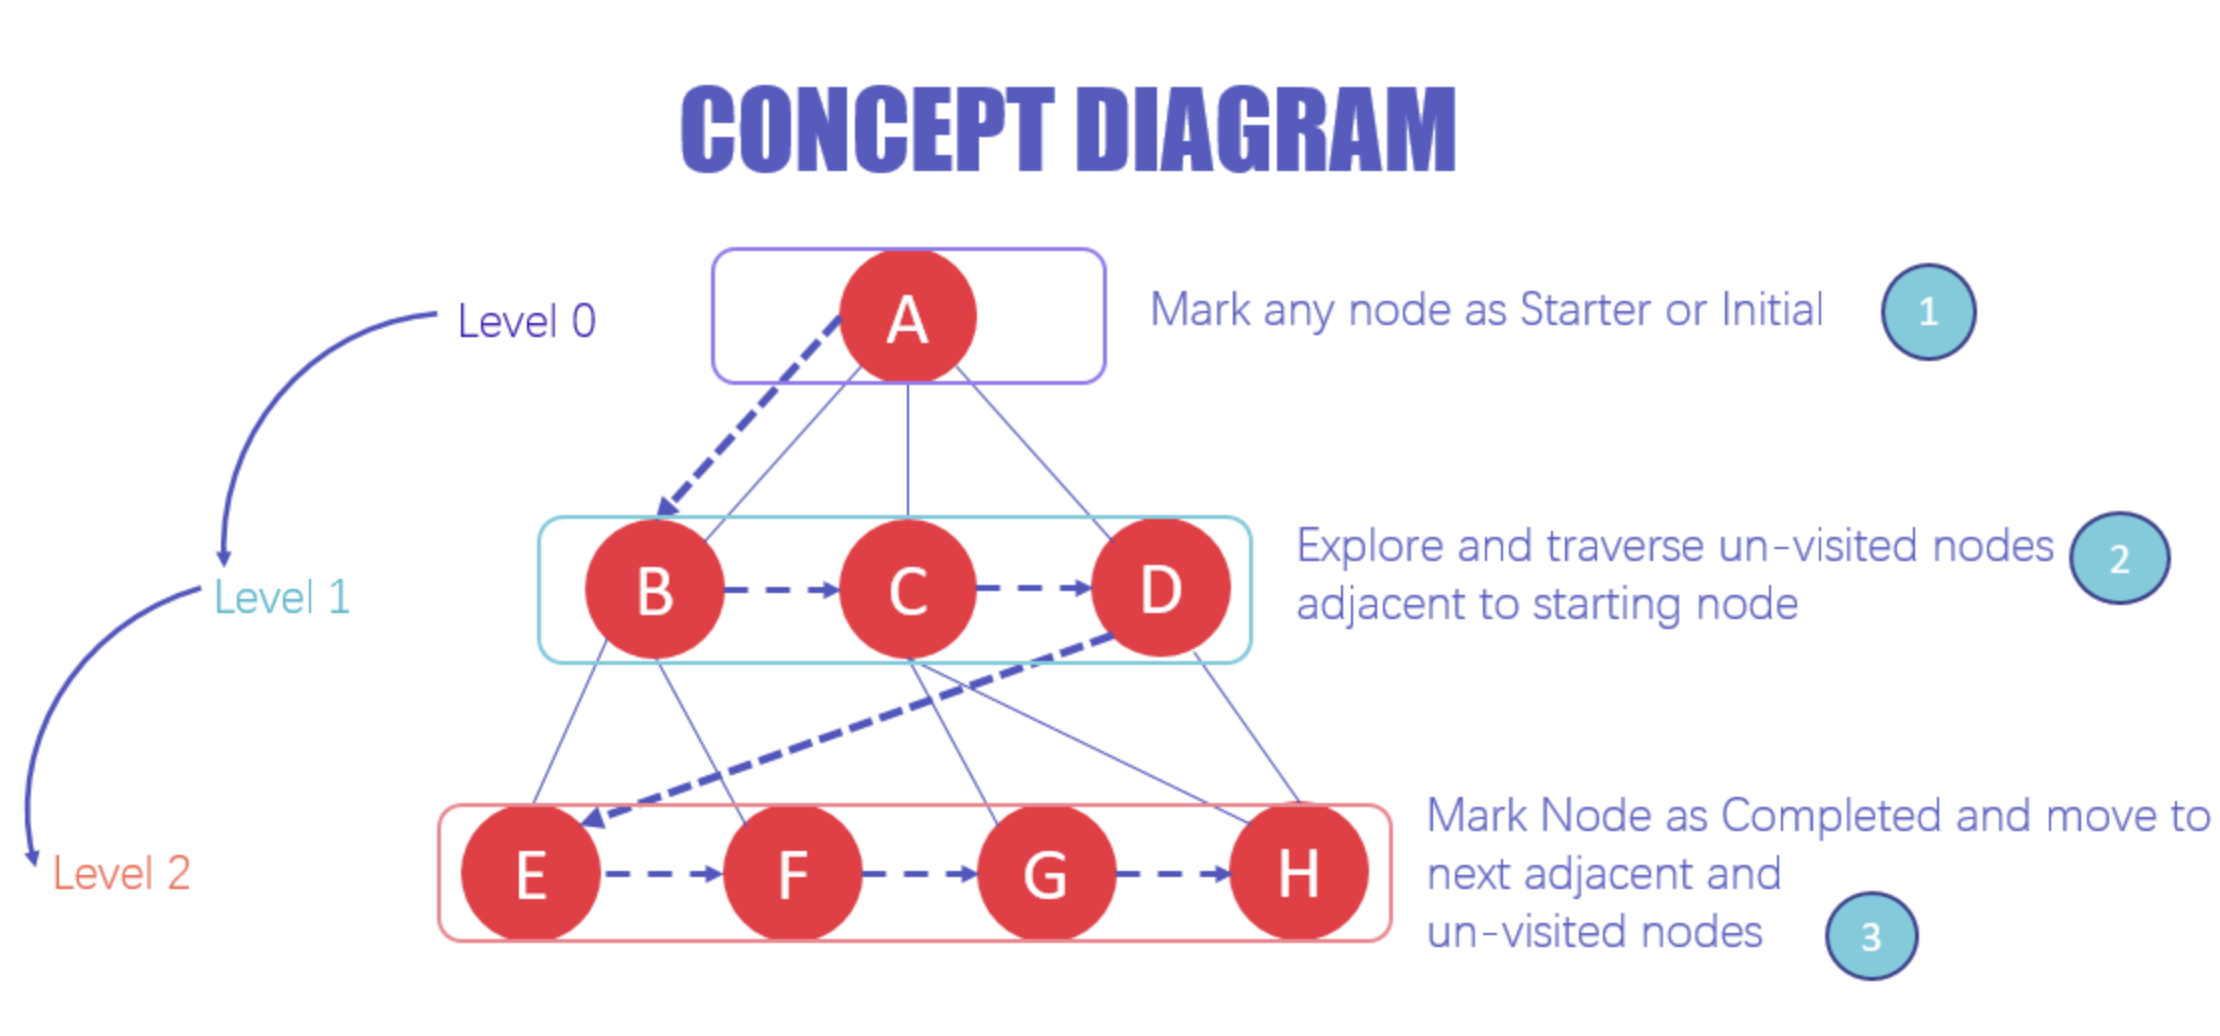 CONCEPT DIAGRAM
Level 0
A
Mark any node as Starter or Initial
1
Level 1
B
C
D
Explore and traverse un-visited nodes
adjacent to starting node
2
Level 2
E
F
G
H
Mark Node as Completed and move to
next adjacent and
un-visited nodes
3